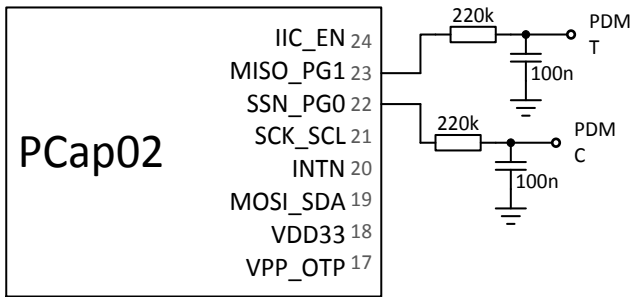 PCap02
IIC_EN 24
MISO_PG1 23
SSN_PG0 22
SCK_SCL 21
INTN 20
MOSI_SDA 19
VDD33 18
VPP_OTP 17
220k
PDM
T
100n
220k
PDM
C
100n